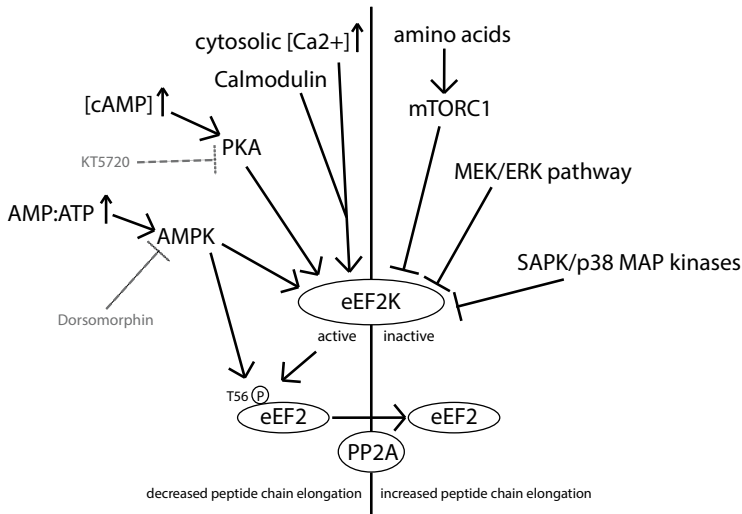 cytosolic [Ca2+]
amino acids
Calmodulin
[cAMP]
mTORC1
KT5720
PKA
MEK/ERK pathway
AMP:ATP
AMPK
SAPK/p38 MAP kinases
Dorsomorphin
eEF2K
active
inactive
T56 P
eEF2
eEF2
PP2A
decreased peptide chain elongation
increased peptide chain elongation